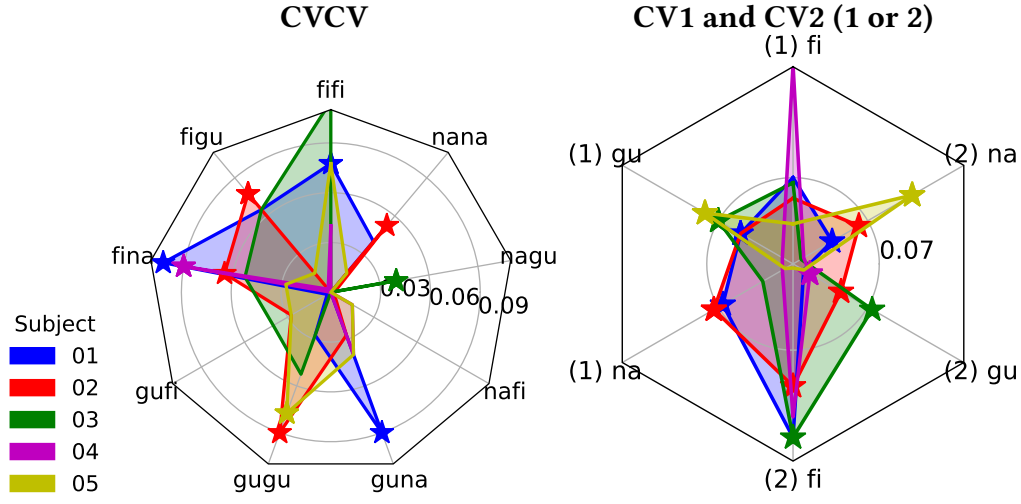 CVCV
CV1 and CV2 (1 or 2)
fifi
nana
nagu
nafi
guna
gugu
gufi
fina
figu
0.03
0.06
0.09
(1) fi
(2) na
(2) gu
(2) fi
(1) na
(1) gu
0.07
Subject
01
02
03
04
05